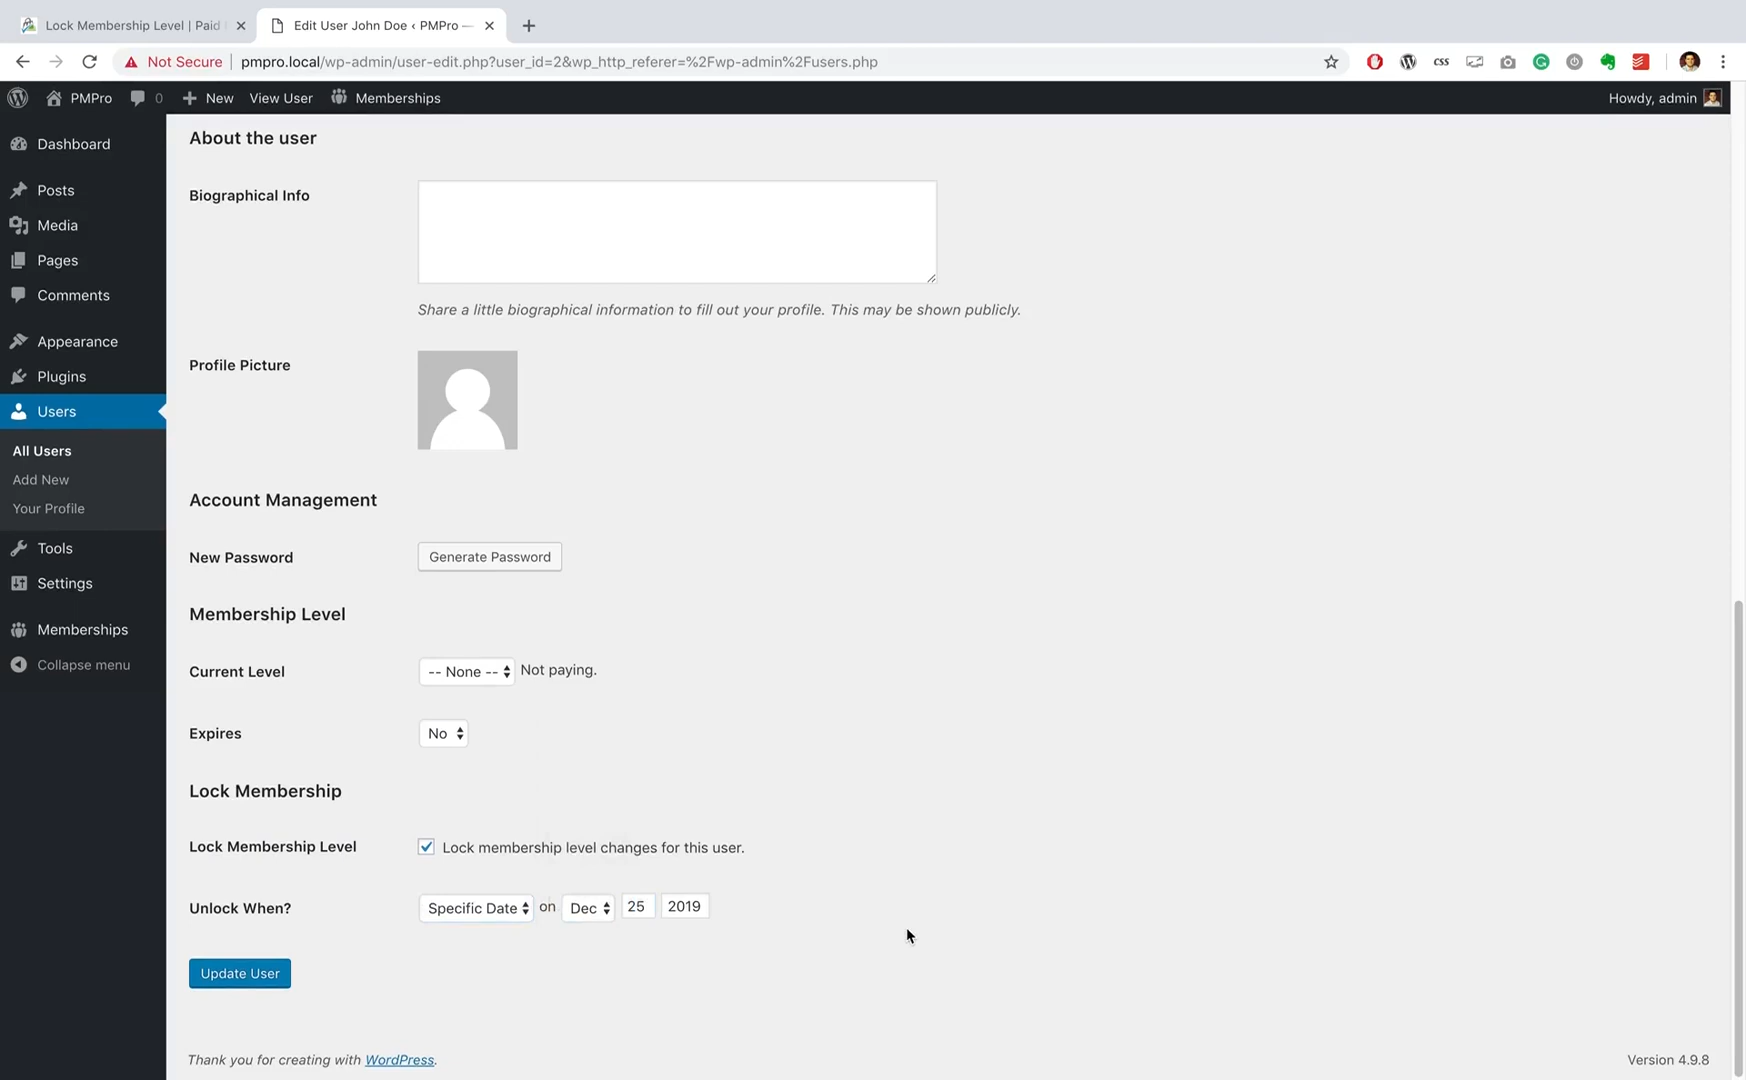 Lock Membership Level | Paid
Edit User John Doe ‹ PMPro —
Not Secure
pmpro.local/wp-admin/user-edit.php?user_id=2&wp_http_referer=%2Fwp-admin%2Fusers.php
css
PMPro
0
New
View User
Memberships
Howdy, admin
Dashboard
Posts
Media
Pages
Comments
Appearance
Plugins
Users
All Users
Add New
Your Profile
Tools
Settings
Memberships
Collapse menu
About the user
Biographical Info
Share a little biographical information to fill out your profile. This may be shown publicly.
Profile Picture
Account Management
New Password Generate Password
Membership Level
Current Level -- None -- Not paying.
Expires No
Lock Membership
Lock Membership Level Lock membership level changes for this user.
Unlock When? Specific Date on Dec 25 2019
Update User
Thank you for creating with WordPress.
Version 4.9.8